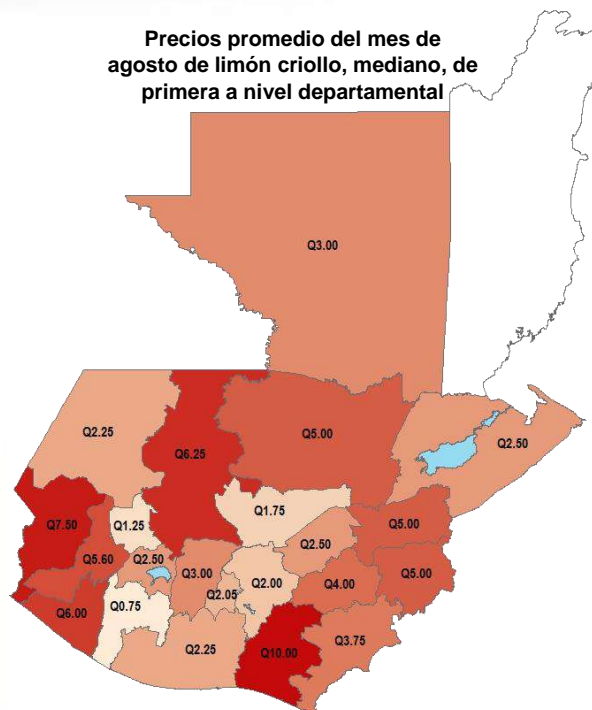 Precios promedio del mes de
agosto de limón criollo, mediano, de
primera a nivel departamental
Q3.00
Q2.25
Q6.25
Q5.00
Q2.50
Q7.50
Q1.25
Q1.75
Q5.00
Q5.60
Q2.50
Q3.00
Q2.05
Q2.00
Q2.50
Q4.00
Q5.00
Q6.00
Q0.75
Q2.25
Q10.00
Q3.75